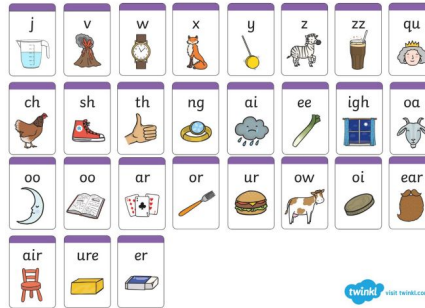 j v w x y z zz qu
ch sh th ng ai ee igh oa
oo oo ar or ur ow oi ear
air ure er
twinkl visit twinkl.com